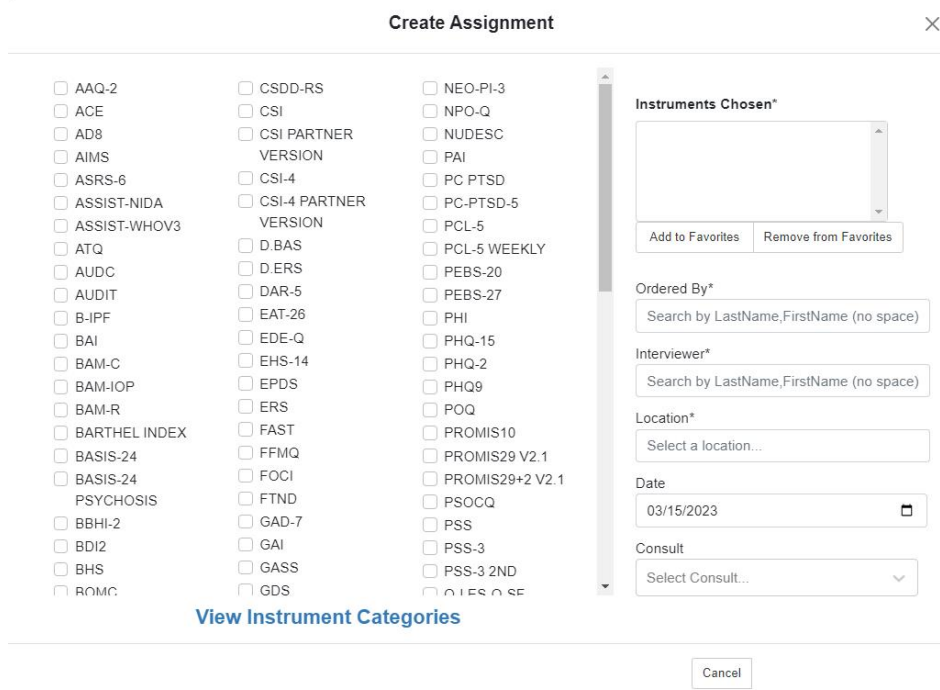 Create Assignment
AAQ-2
ACE
AD8
AIMS
ASRS-6
ASSIST-NIDA
ASSIST-WHOV3
ATQ
AUDC
AUDIT
B-IPF
BAI
BAM-C
BAM-IOP
BAM-R
BARTHEL INDEX
BASIS-24
BASIS-24
PSYCHOSIS
BBHI-2
BDI2
BHS
BOMC
CSDD-RS
CSI
CSI PARTNER
VERSION
CSI-4
CSI-4 PARTNER
VERSION
D.BAS
D.ERS
DAR-5
EAT-26
EDE-Q
EHS-14
EPDS
ERS
FAST
FFMQ
FOCI
FTND
GAD-7
GAI
GASS
GDS
NEO-PI-3
NPO-Q
NUDESC
PAI
PC PTSD
PC-PTSD-5
PCL-5
PCL-5 WEEKLY
PEBS-20
PEBS-27
PHI
PHQ-15
PHQ-2
PHQ9
POQ
PROMIS10
PROMIS29 V2.1
PROMIS29+2 V2.1
PSOCQ
PSS
PSS-3
PSS-3 2ND
Q-LES-Q-SF
View Instrument Categories
Instruments Chosen*
Add to Favorites
Remove from Favorites
Ordered By*
Search by LastName,FirstName (no space)
Interviewer*
Search by LastName,FirstName (no space)
Location*
Select a location...
Date
03/15/2023
Consult
Select Consult...
Cancel